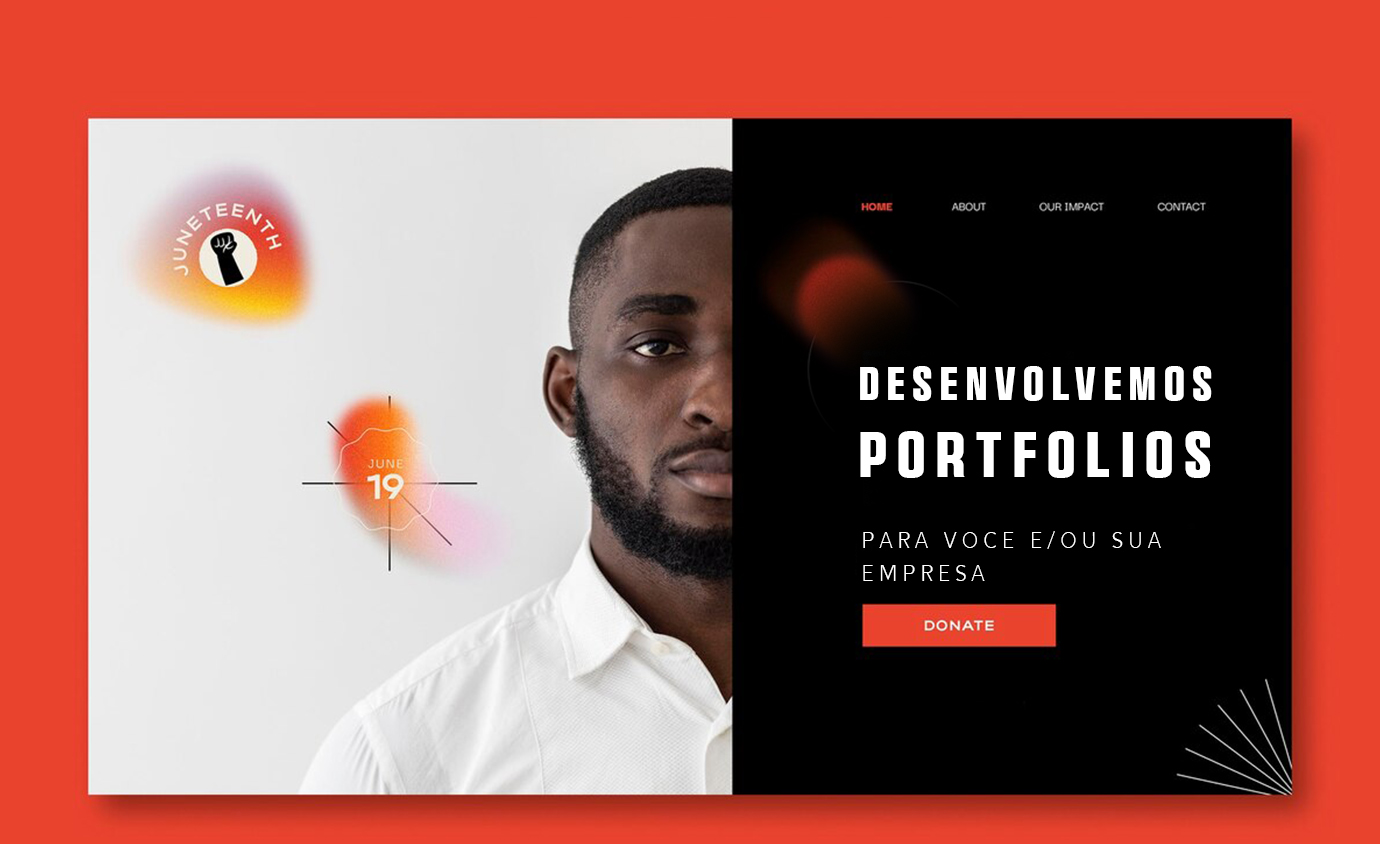 JUNETEENTH
JUNE
19
HOME ABOUT OUR IMPACT CONTACT
DESENVOLVEMOS
PORTFOLIOS
PARA VOCE E/OU SUA
EMPRESA
DONATE